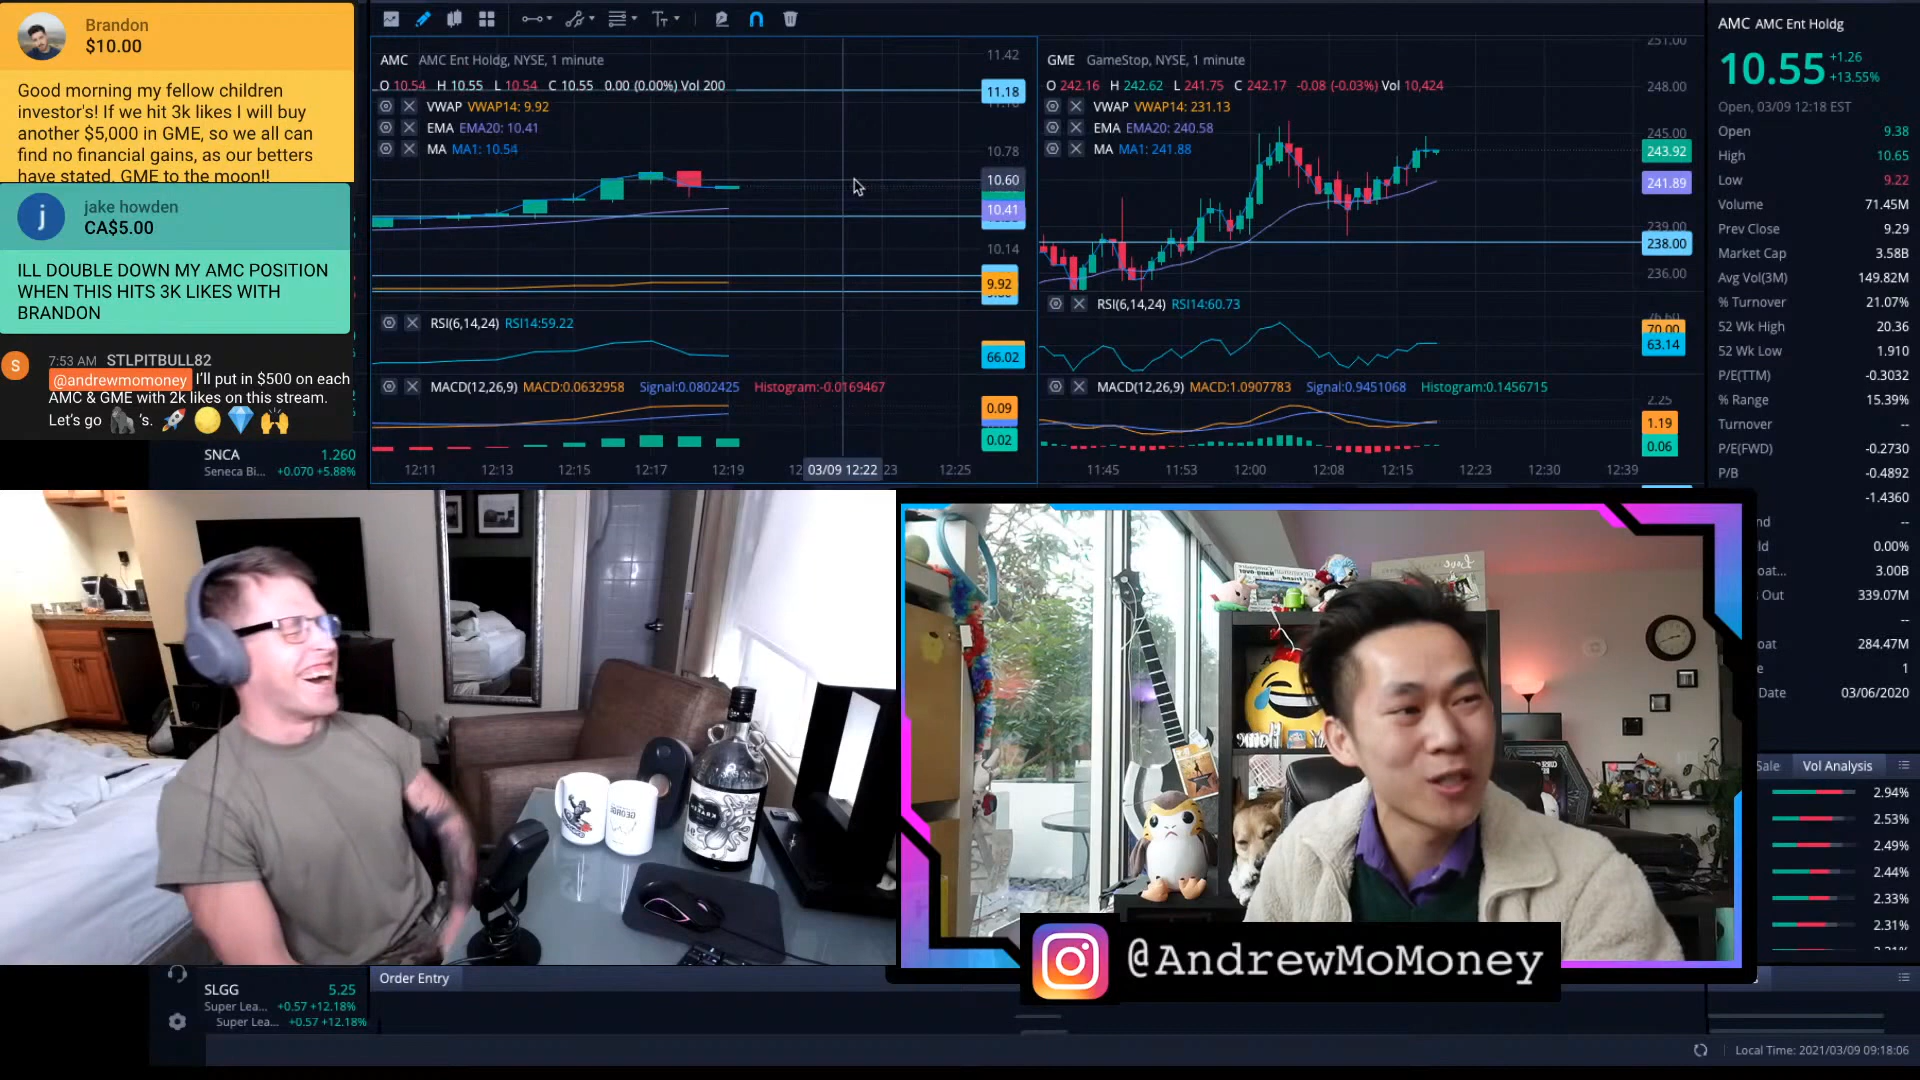 Brandon
$10.00
Good morning my fellow children
investor's! If we hit 3k likes I will buy
another $5,000 in GME, so we all can
find no financial gains, as our betters
have stated. GME to the moon!!
jake howden
CA$5.00
ILL DOUBLE DOWN MY AMC POSITION
WHEN THIS HITS 3K LIKES WITH
BRANDON
7:53 AM STLPITBULL82
@andrewmomoney I'll put in $500 on each
AMC & GME with 2k likes on this stream.
Let's go 's.
SNCA 1.260
Seneca Bi... +0.070 +5.88%
AMC AMC Ent Holdg, NYSE, 1 minute
O 10.54 H 10.55 L 10.54 C 10.55 0.00 (0.00%) Vol 200
VWAP VWAP14: 9.92
EMA EMA20: 10.41
MA MA1: 10.54
11.42
11.18
10.78
10.60
10.41
10.14
9.92
RSI(6,14,24) RSI14:59.22
66.02
MACD(12,26,9) MACD:0.0632958 Signal:0.0802425 Histogram:-0.0169467
0.09
0.02
12:11 12:13 12:15 12:17 12:19 03/09 12:22 23 12:25
GME GameStop, NYSE, 1 minute
O 242.16 H 242.62 L 241.75 C 242.17 -0.08 (-0.03%) Vol 10,424
VWAP VWAP14: 231.13
EMA EMA20: 240.58
MA MA1: 241.88
251.00
248.00
245.00
243.92
241.89
239.00
238.00
236.00
RSI(6,14,24) RSI14:60.73
70.00
63.14
MACD(12,26,9) MACD:1.0907783 Signal:0.9451068 Histogram:0.1456715
2.25
1.19
0.06
11:45 11:53 12:00 12:08 12:15 12:23 12:30 12:39
AMC AMC Ent Holdg
10.55 +1.26
+13.55%
Open, 03/09 12:18 EST
Open 9.38
High 10.65
Low 9.22
Volume 71.45M
Prev Close 9.29
Market Cap 3.58B
Avg Vol(3M) 149.82M
% Turnover 21.07%
52 Wk High 20.36
52 Wk Low 1.910
P/E(TTM) -0.3032
% Range 15.39%
Turnover --
P/E(FWD) -0.2730
P/B -0.4892
-1.4360
nd --
ld 0.00%
oat... 3.00B
s Out 339.07M
--
oat 284.47M
e 1
Date 03/06/2020
Sale Vol Analysis
2.94%
2.53%
2.49%
2.44%
2.33%
2.31%
@AndrewMoMoney
SLGG 5.25
Super Lea... +0.57 +12.18%
Super Lea... +0.57 +12.18%
Order Entry
Local Time: 2021/03/09 09:18:06